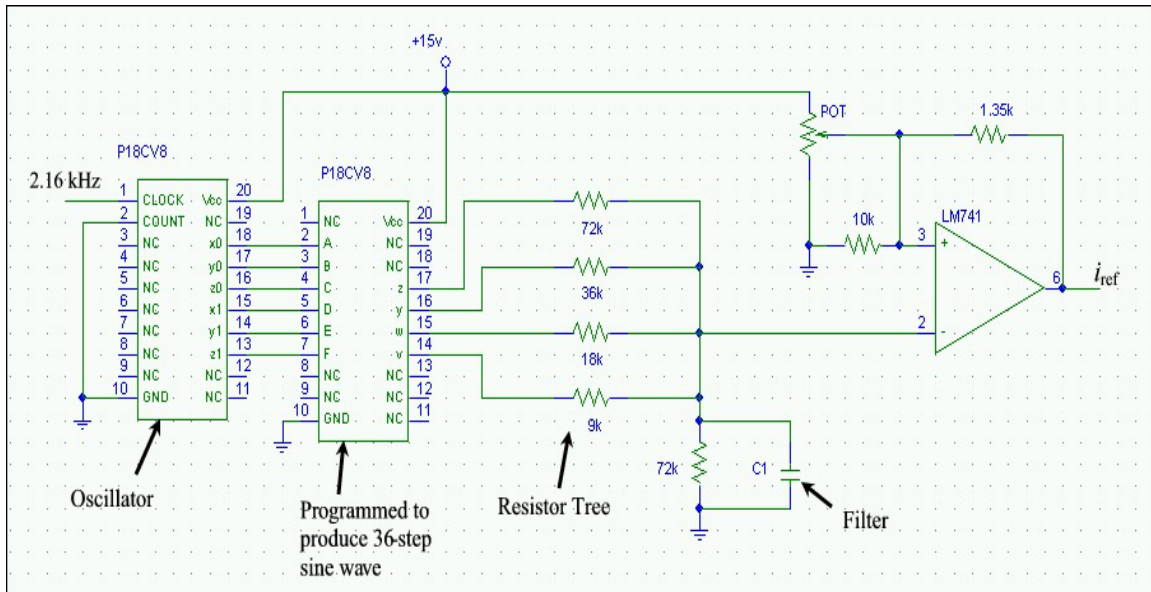 +15v
POT
1.35k
P18CV8
P18CV8
2.16 kHz
1 CLOCK Vcc 20
2 COUNT NC 19
3 NC x0 18
4 NC y0 17
5 NC z0 16
6 NC x1 15
7 NC y1 14
8 NC z1 13
9 NC NC 12
10 GND NC 11
1 NC Vcc 20
2 A NC 19
3 B NC 18
4 C z 17
5 D y 16
6 E w 15
7 F v 14
8 NC NC 13
9 NC NC 12
10 GND NC 11
72k
36k
18k
9k
10k
LM741
3 +
2 -
6
iref
72k
C1
Oscillator
Programmed to
produce 36-step
sine wave
Resistor Tree
Filter